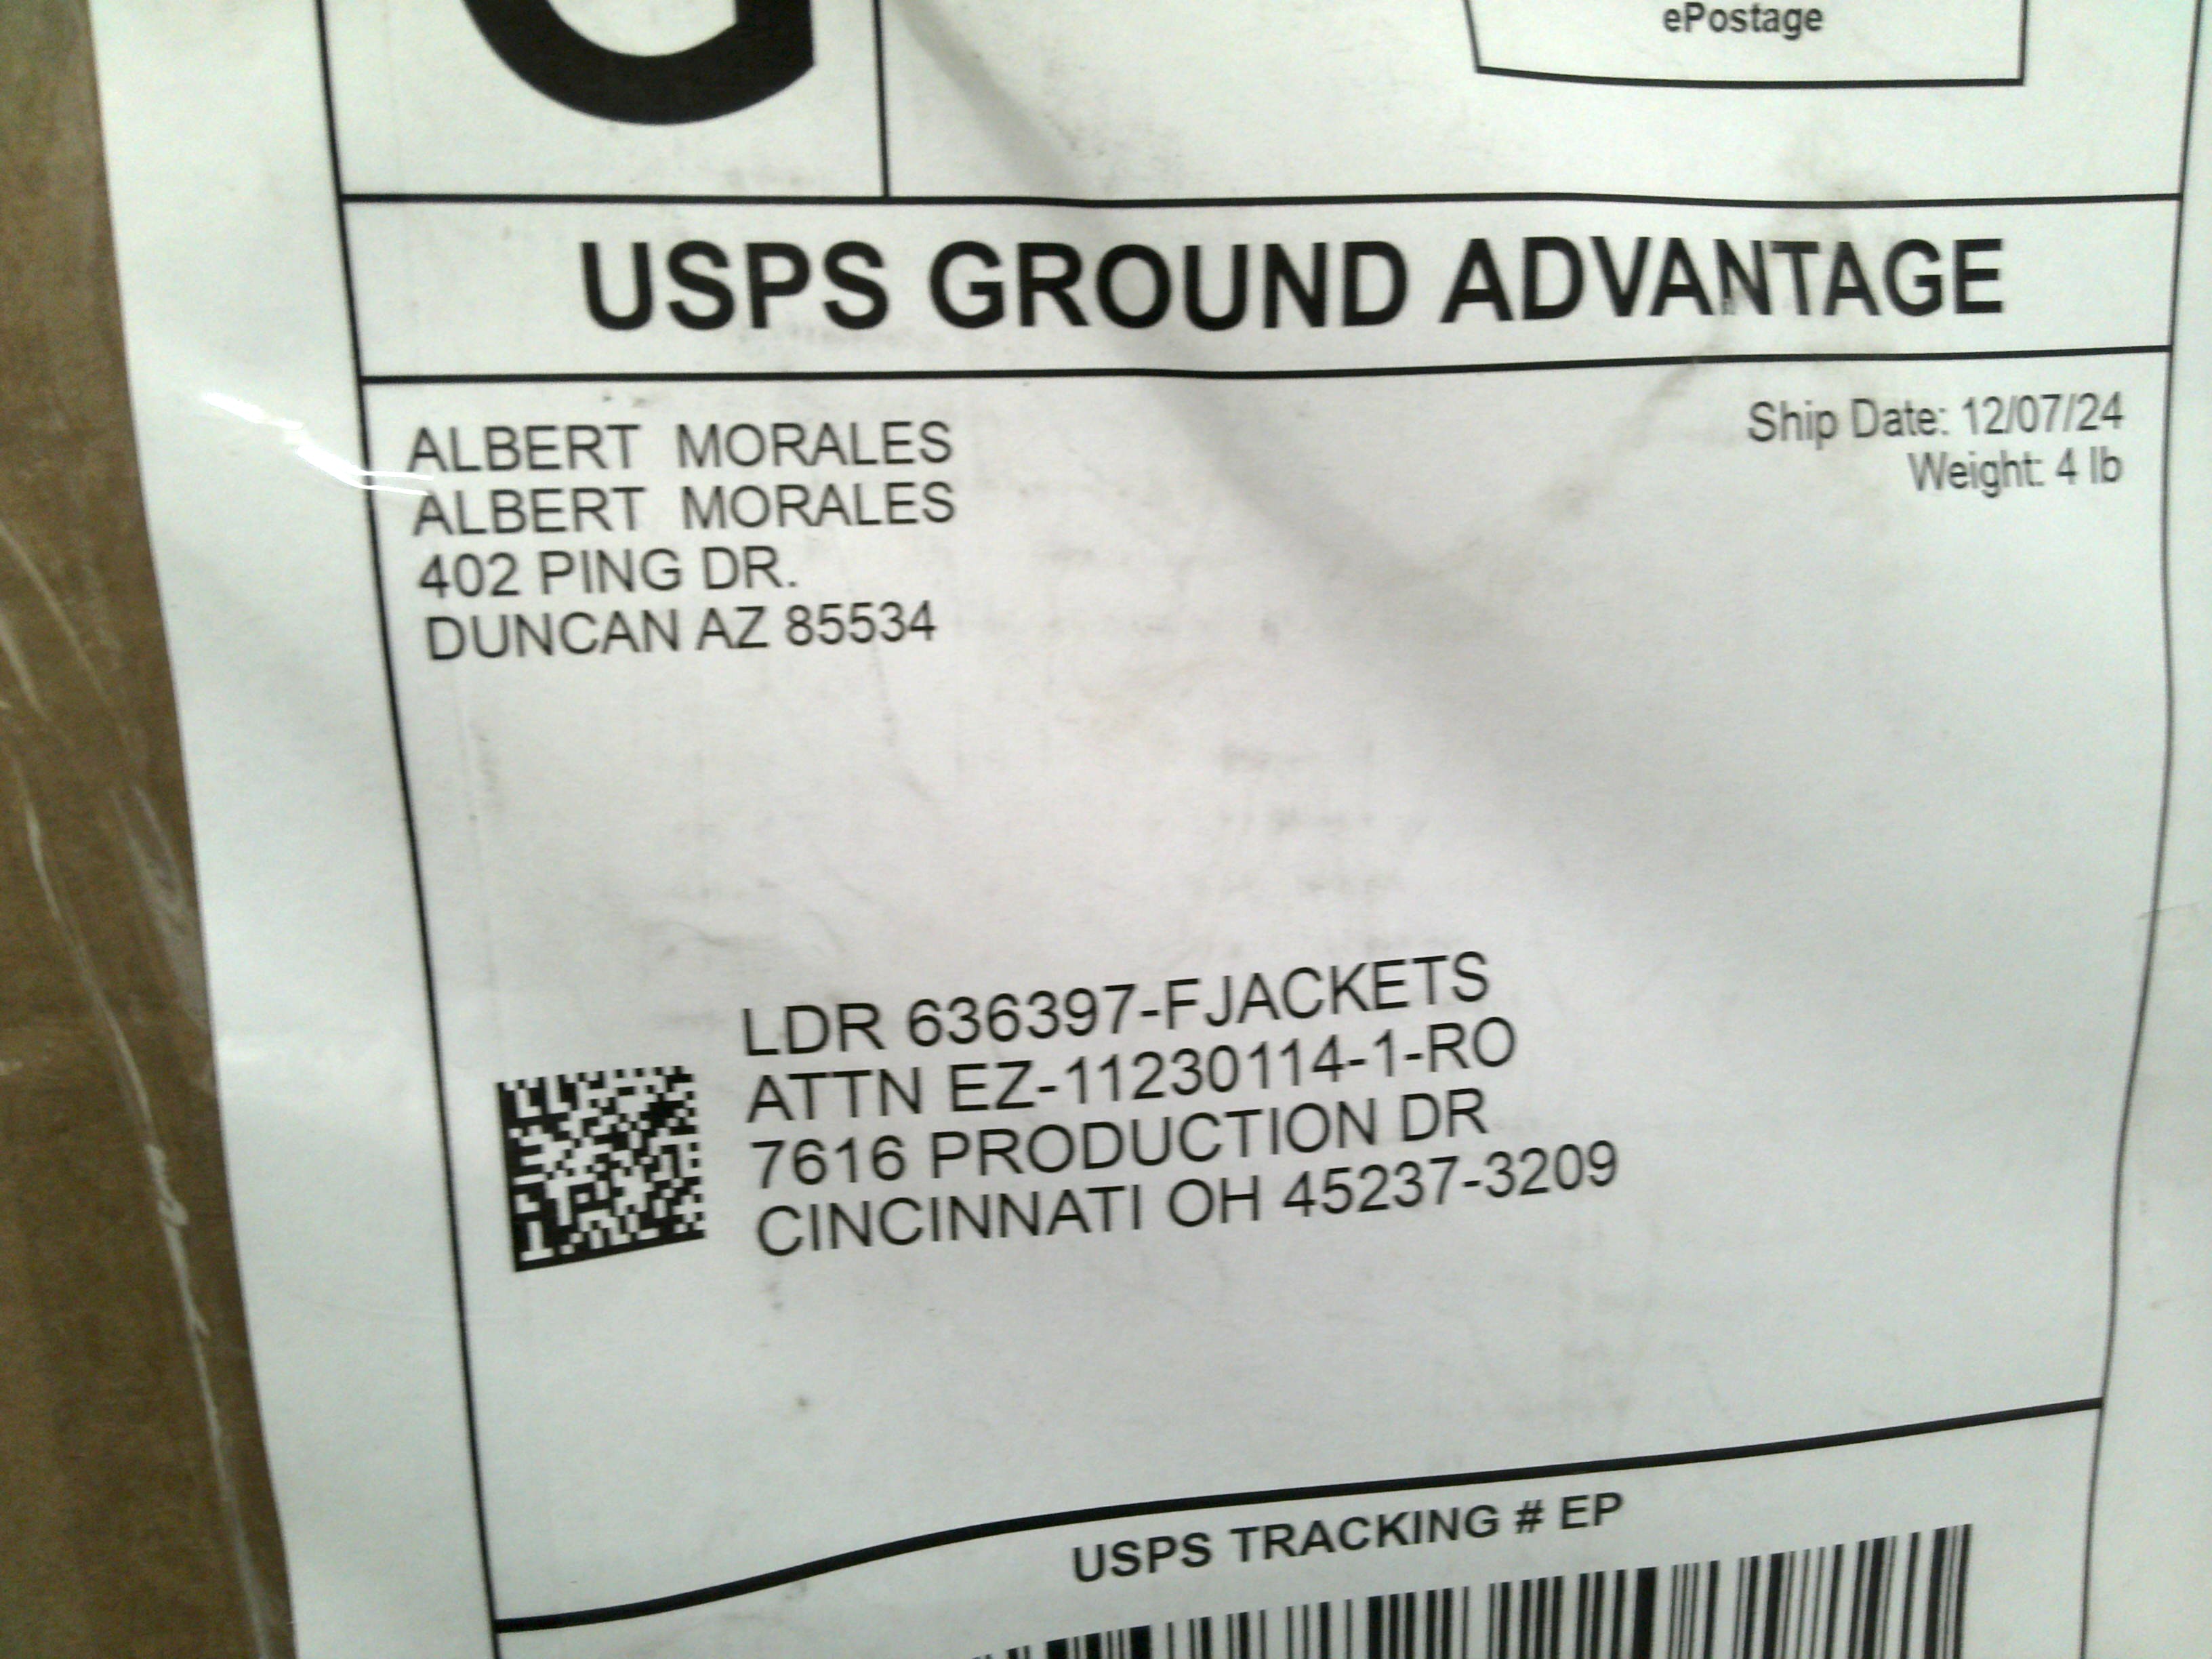 G
ePostage
USPS GROUND ADVANTAGE
ALBERT MORALES
ALBERT MORALES
402 PING DR.
DUNCAN AZ 85534
Ship Date: 12/07/24
Weight: 4 lb
LDR 636397-FJACKETS
ATTN EZ-11230114-1-RO
7616 PRODUCTION DR
CINCINNATI OH 45237-3209
USPS TRACKING # EP